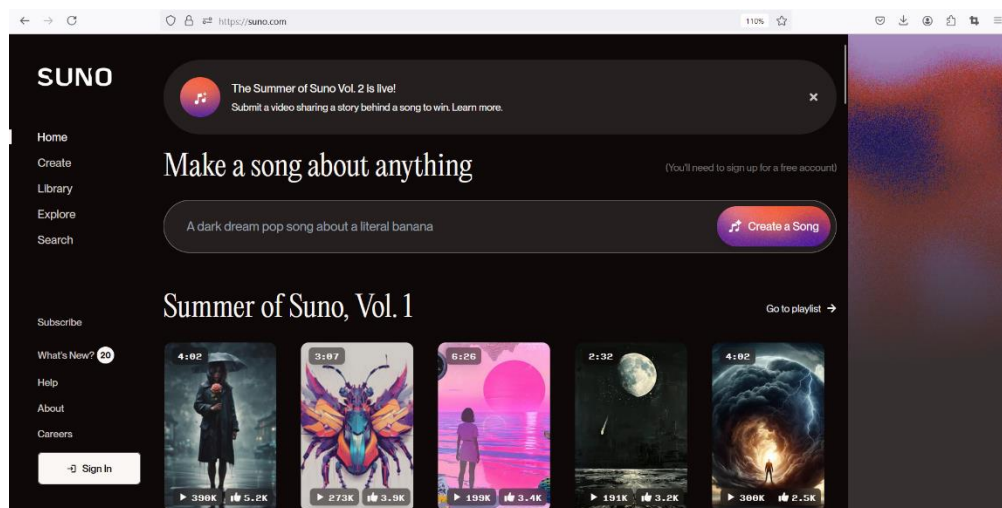 https://suno.com
110%
SUNO
Home
Create
Library
Explore
Search
Subscribe
What's New? 20
Help
About
Careers
Sign In
The Summer of Suno Vol. 2 is live!
Submit a video sharing a story behind a song to win. Learn more.
Make a song about anything
(You'll need to sign up for a free account)
A dark dream pop song about a literal banana
Create a Song
Summer of Suno, Vol. 1
Go to playlist
4:02
3:07
6:26
2:32
4:02
390K 5.2K
273K 3.9K
199K 3.4K
191K 3.2K
300K 2.5K